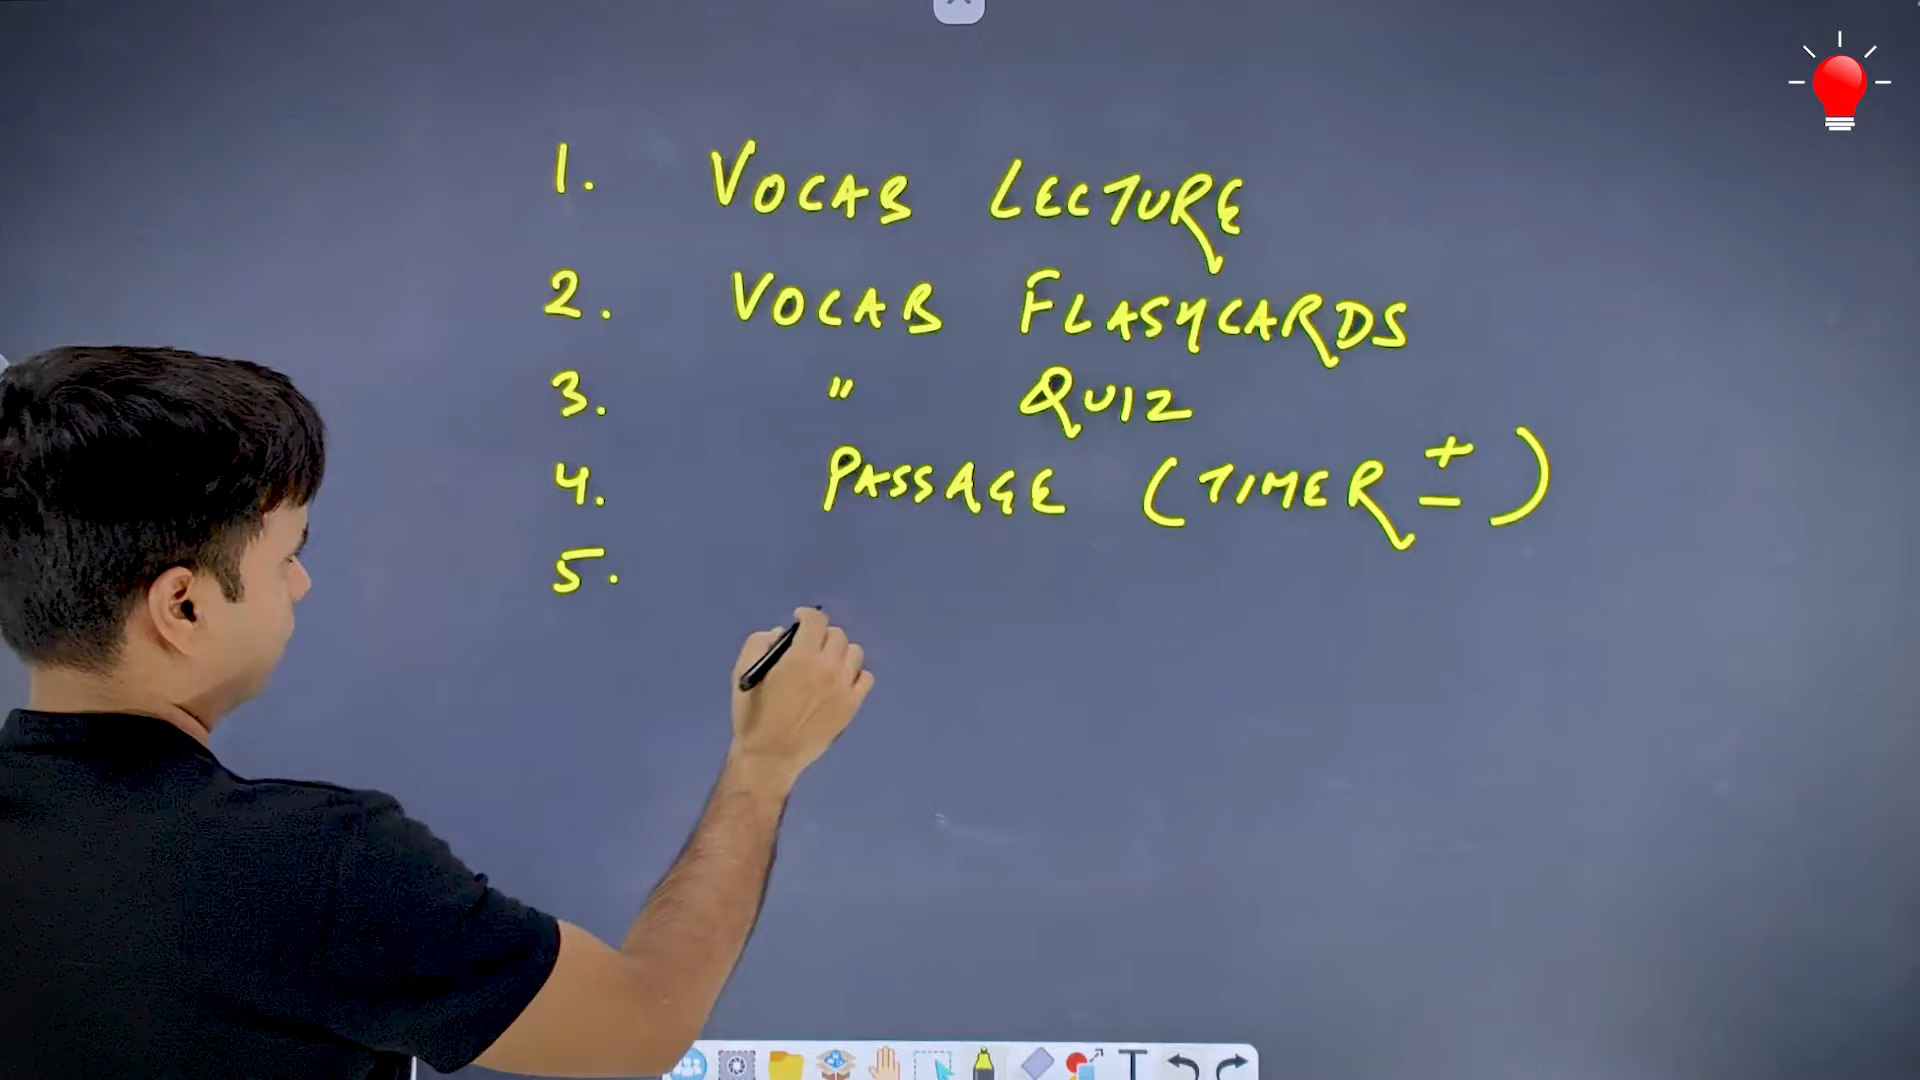 1. VOCAB LECTURE
2. VOCAB FLASHCARDS
3. " QUIZ
4. PASSAGE (TIMER ±)
5.